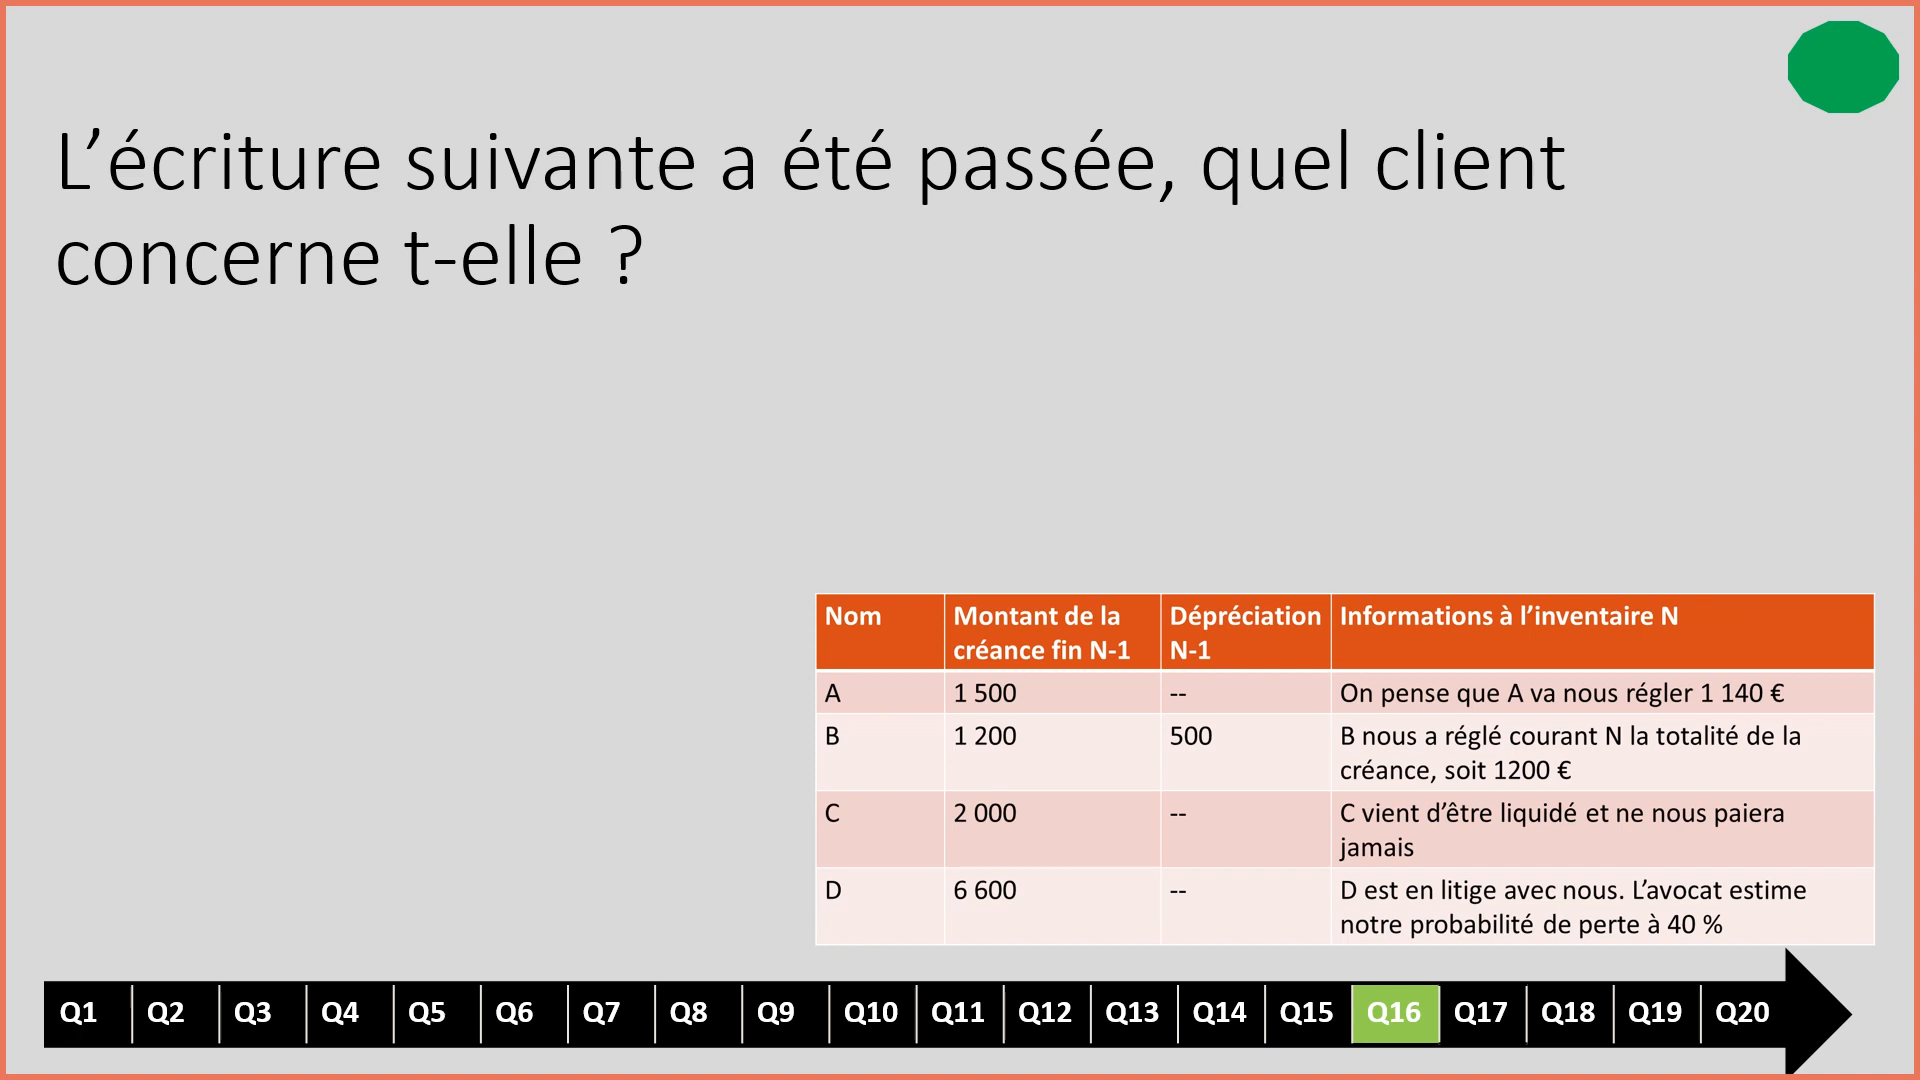 L’écriture suivante a été passée, quel client
concerne t-elle ?
Nom
Montant de la
créance fin N-1
Dépréciation
N-1
Informations à l’inventaire N
A
1 500
--
On pense que A va nous régler 1 140 €
B
1 200
500
B nous a réglé courant N la totalité de la
créance, soit 1200 €
C
2 000
--
C vient d’être liquidé et ne nous paiera
jamais
D
6 600
--
D est en litige avec nous. L’avocat estime
notre probabilité de perte à 40 %
Q1 Q2 Q3 Q4 Q5 Q6 Q7 Q8 Q9 Q10 Q11 Q12 Q13 Q14 Q15 Q16 Q17 Q18 Q19 Q20